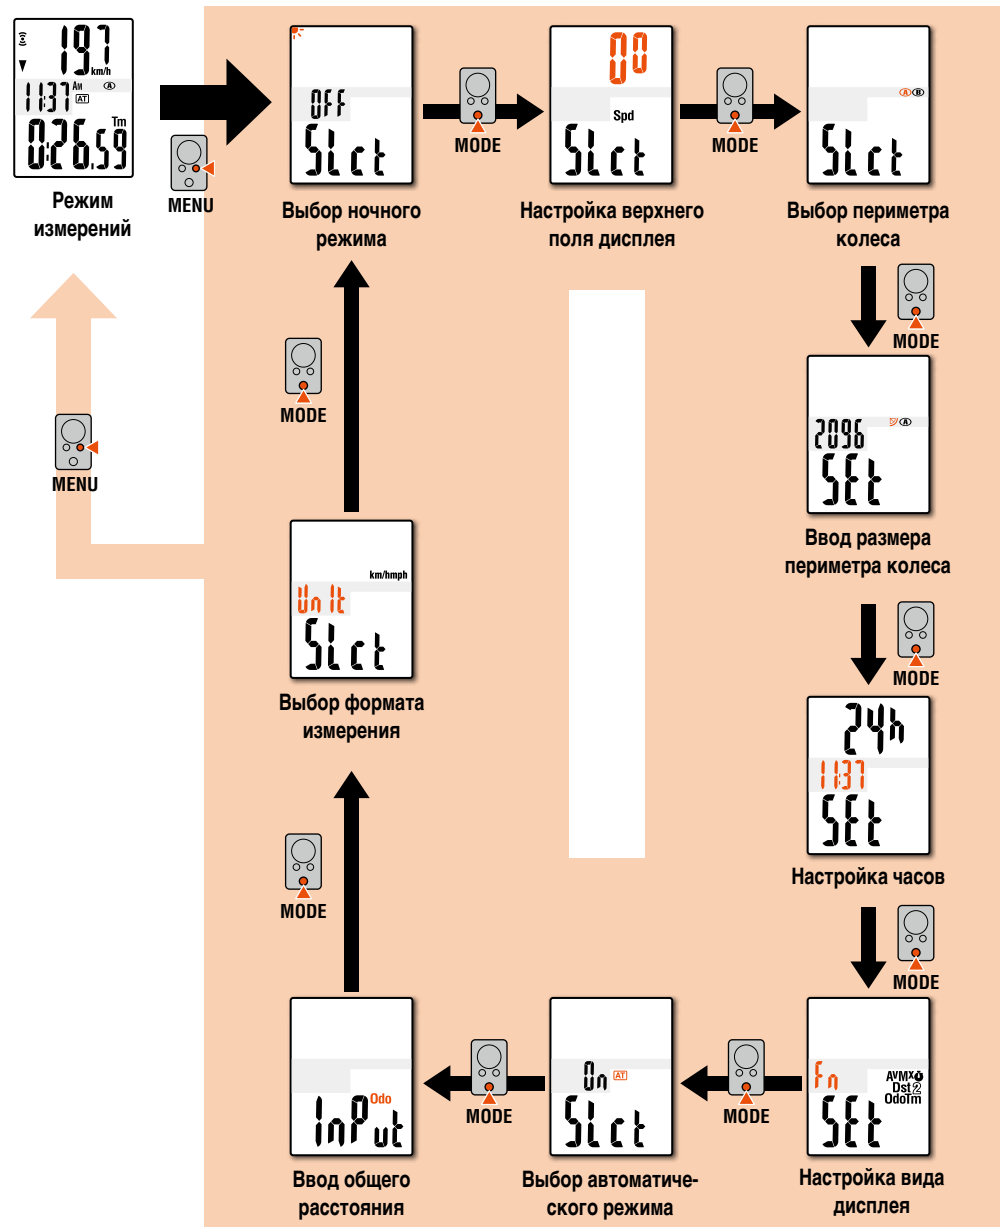 19.7
km/h
11:37 AM A
AT
Tm
0:26.59
Режим
измерений
MENU
OFF
SLct
Выбор ночного
режима
MODE
00
Spd
SLct
Настройка верхнего
поля дисплея
MODE
A B
SLct
Выбор периметра
колеса
MODE
2096 A
SEt
Ввод размера
периметра колеса
MODE
24h
11:37
SEt
Настройка часов
MODE
Fn
AVMX
Dst2
OdoTm
SEt
Настройка вида
дисплея
MODE
On AT
SLct
Выбор автоматиче-
ского режима
MODE
Odo
InPut
Ввод общего
расстояния
MODE
km/hmph
UnIt
SLct
Выбор формата
измерения
MODE
MENU